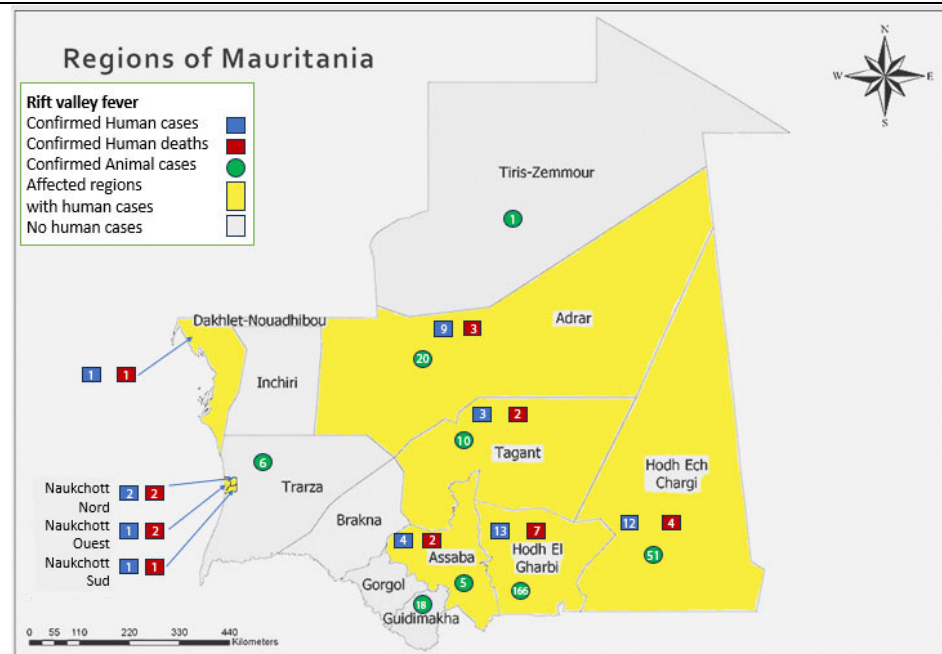 Regions of Mauritania
N
W
E
S
Rift valley fever
Confirmed Human cases
Confirmed Human deaths
Confirmed Animal cases
Affected regions
with human cases
No human cases
Tiris-Zemmour
1
Dakhlet-Nouadhibou
Adrar
9
3
20
1
1
Inchiri
3
2
10
Tagant
Hodh Ech
Chargi
6
Trarza
Naukchott
Nord
2
2
Naukchott
Ouest
1
2
Naukchott
Sud
1
1
Brakna
4
2
Assaba
5
13
7
Hodh El
Gharbi
166
12
4
51
Gorgol
18
Guidimakha
0 55 110 220 330 440
Kilometers